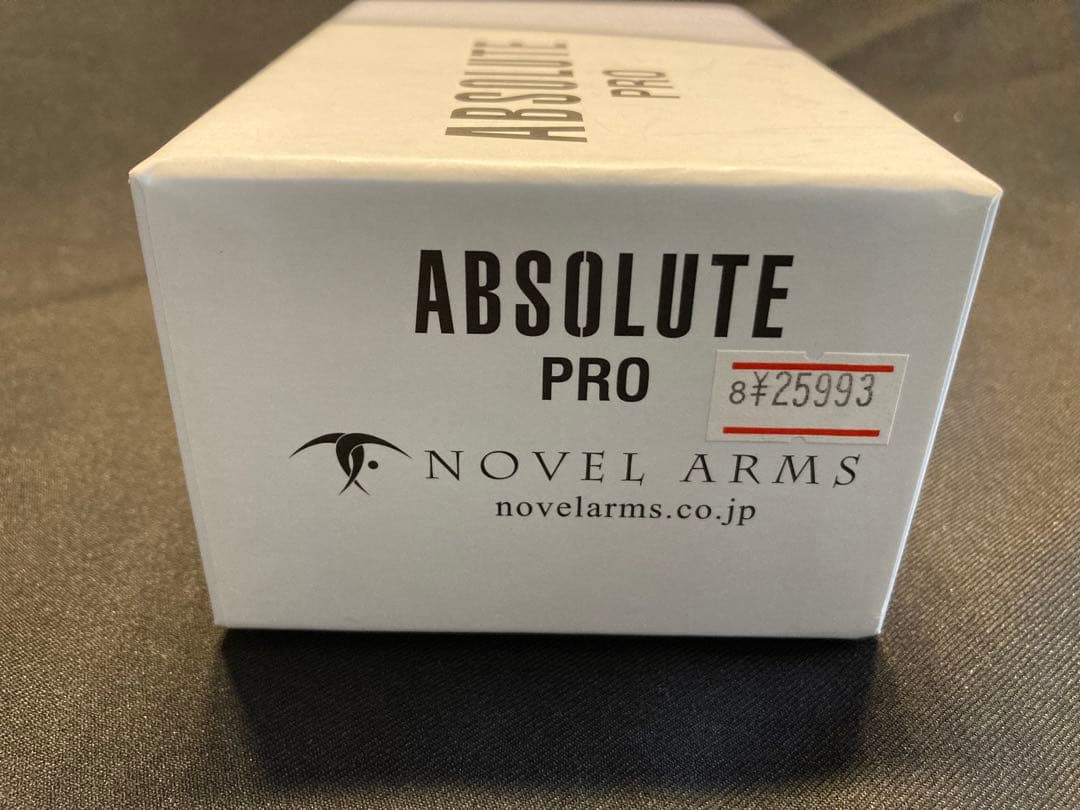 ABSOLUTE
PRO
ABSOLUTE
PRO
8¥25993
NOVEL ARMS
novelarms.co.jp